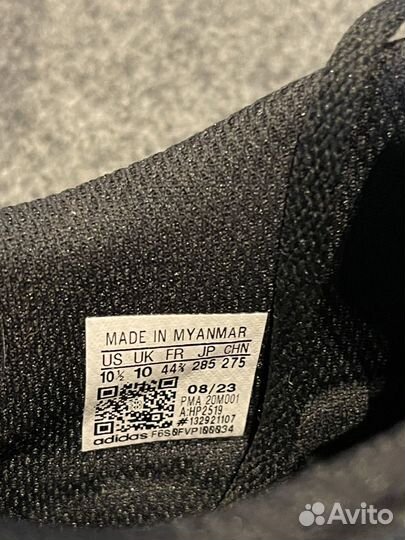 MADE IN MYANMAR
US UK FR JP CHN
10½ 10 44⅔ 285 275
08/23
PMA 20M001
A:HP2519
#132921107
adidas F6S0FVP100034
Avito